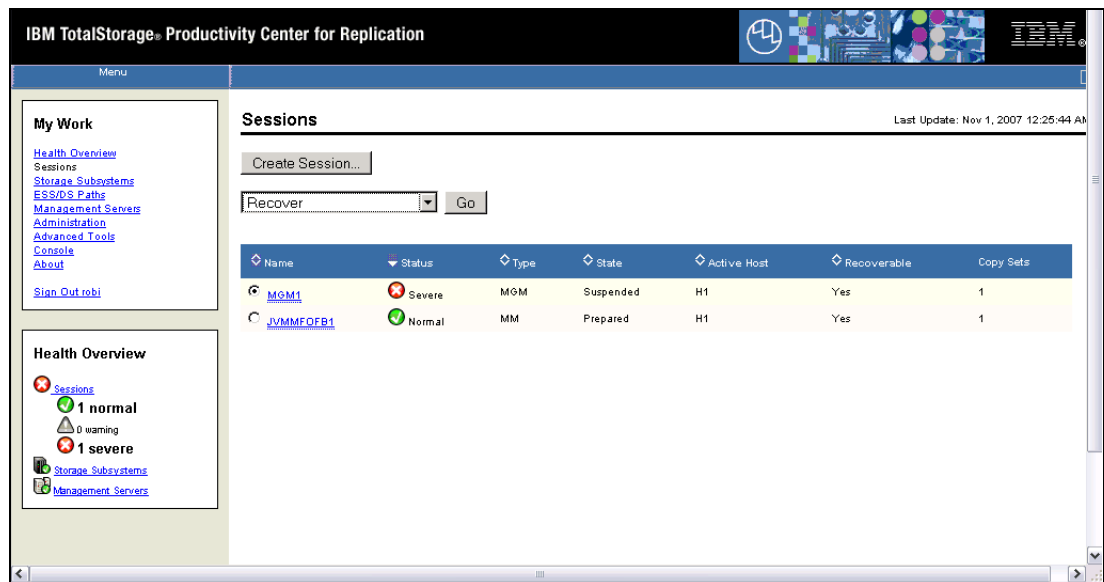 IBM TotalStorage® Productivity Center for Replication
IBM®
Menu
My Work
Health Overview
Sessions
Storage Subsystems
ESS/DS Paths
Management Servers
Administration
Advanced Tools
Console
About
Sign Out robi
Health Overview
Sessions
1 normal
0 warning
1 severe
Storage Subsystems
Management Servers
Sessions
Last Update: Nov 1, 2007 12:25:44 AM
Create Session...
Recover Go
Name Status Type State Active Host Recoverable Copy Sets
MGM1 Severe MGM Suspended H1 Yes 1
JVMMFOFB1 Normal MM Prepared H1 Yes 1